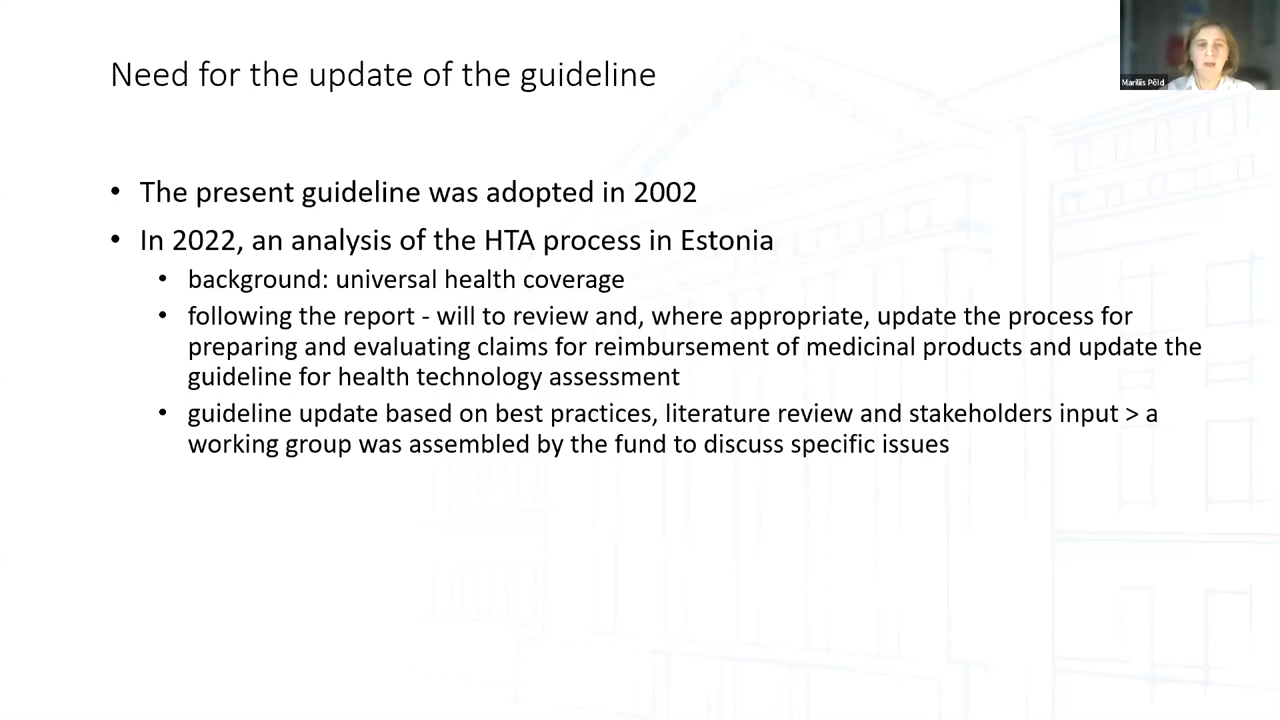 Need for the update of the guideline
Mariliis Põld
• The present guideline was adopted in 2002
• In 2022, an analysis of the HTA process in Estonia
• background: universal health coverage
• following the report - will to review and, where appropriate, update the process for
preparing and evaluating claims for reimbursement of medicinal products and update the
guideline for health technology assessment
• guideline update based on best practices, literature review and stakeholders input > a
working group was assembled by the fund to discuss specific issues